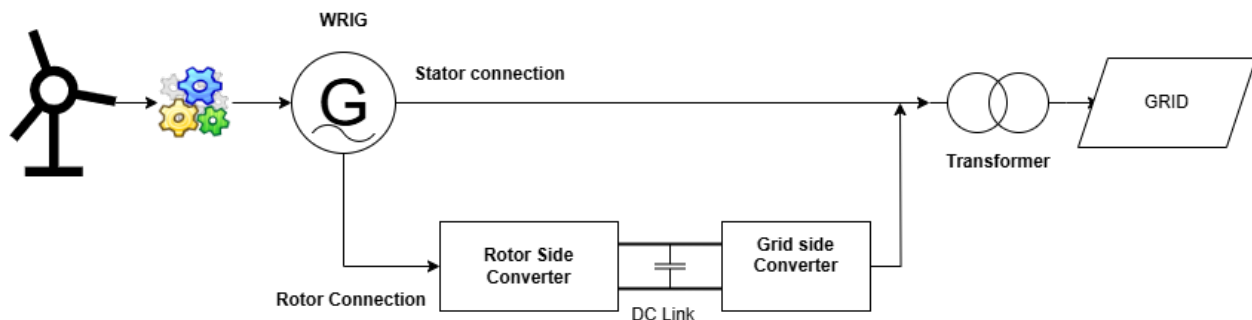 WRIG
Stator connection
G
GRID
Transformer
Rotor Side
Converter
Grid side
Converter
Rotor Connection
DC Link